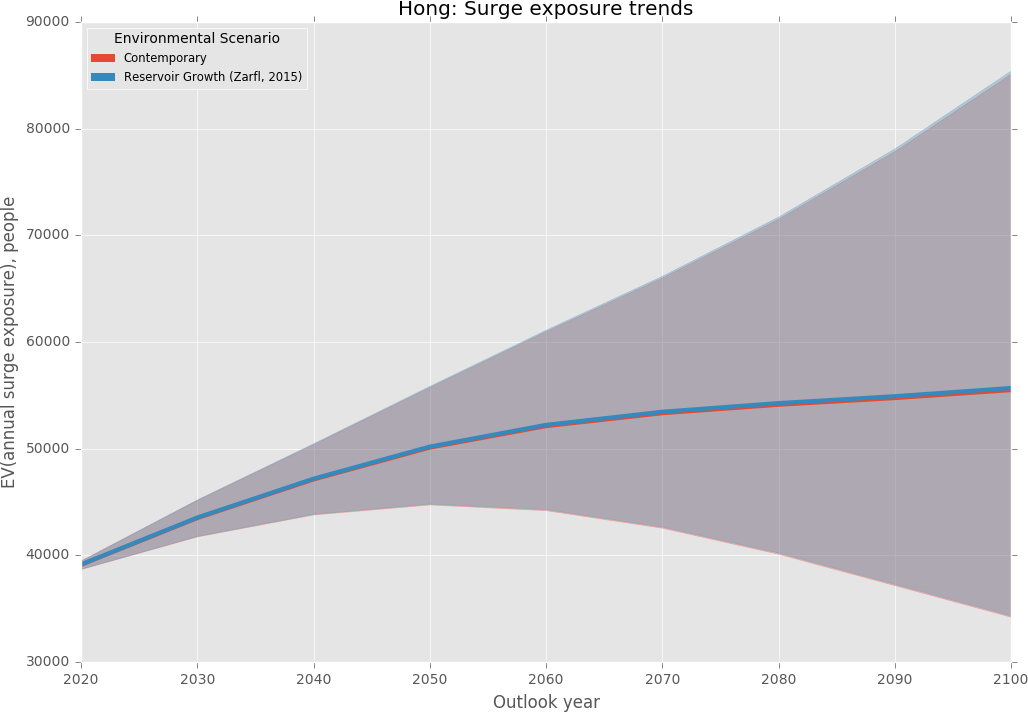 Hong: Surge exposure trends
90000
80000
70000
60000
50000
40000
30000
EV(annual surge exposure), people
Environmental Scenario
Contemporary
Reservoir Growth (Zarfl, 2015)
2020 2030 2040 2050 2060 2070 2080 2090 2100
Outlook year